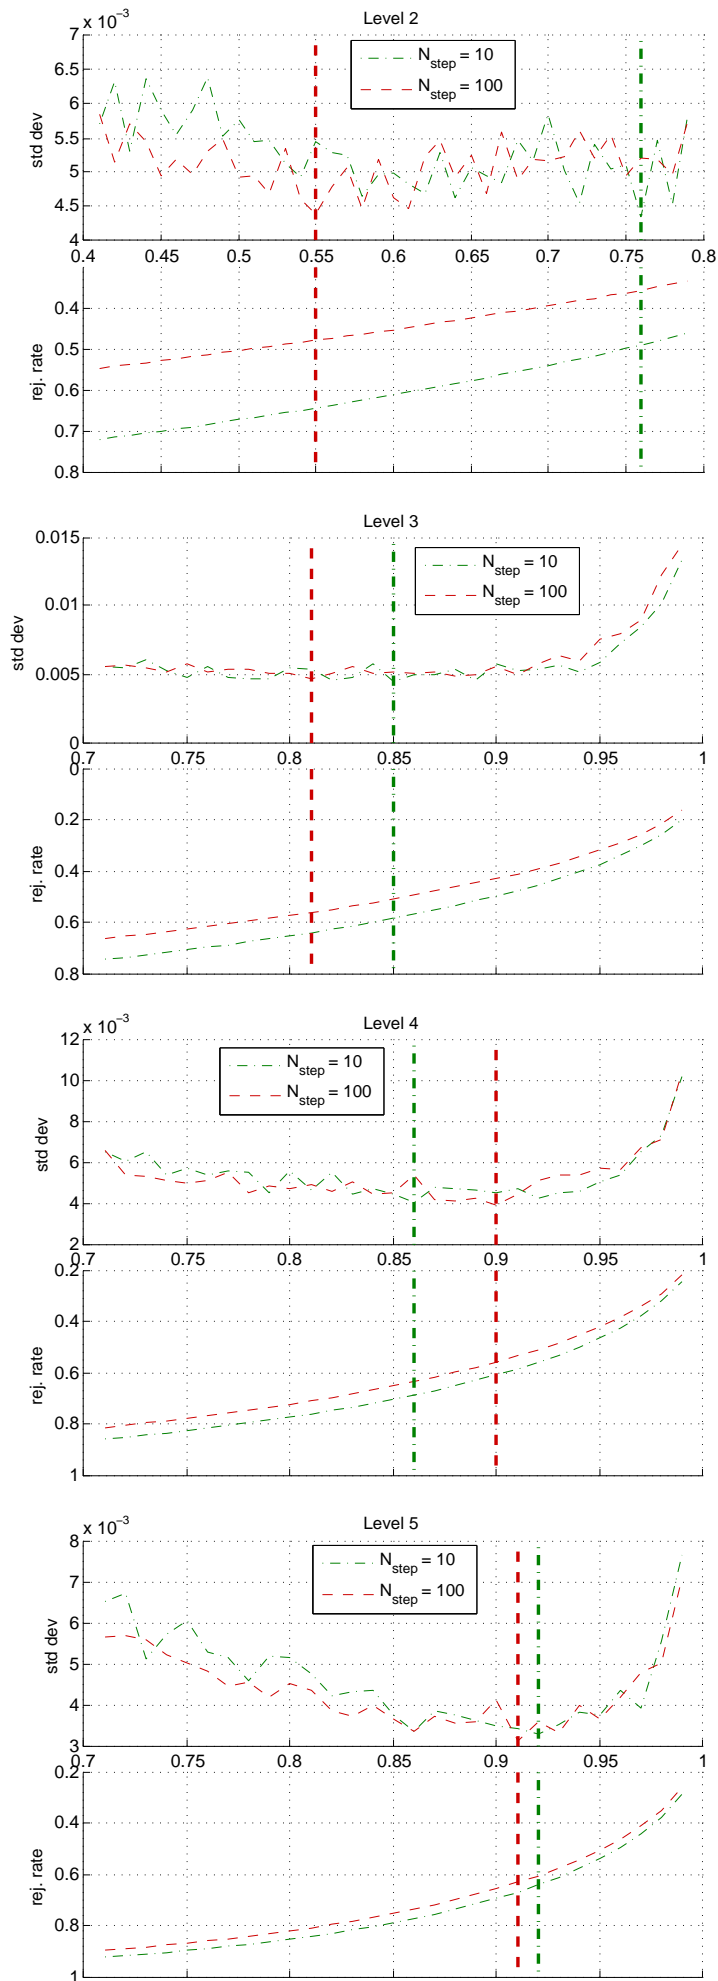 x 10⁻³
Level 2
7
6.5
6
5.5
5
4.5
4
std dev
N_step = 10
N_step = 100
0.4 0.45 0.5 0.55 0.6 0.65 0.7 0.75 0.8
0.4
0.5
0.6
0.7
0.8
rej. rate
Level 3
0.015
0.01
0.005
0
std dev
N_step = 10
N_step = 100
0.7 0.75 0.8 0.85 0.9 0.95 1
0
0.2
0.4
0.6
0.8
rej. rate
x 10⁻³
Level 4
12
10
8
6
4
2
std dev
N_step = 10
N_step = 100
0.7 0.75 0.8 0.85 0.9 0.95 1
0.2
0.4
0.6
0.8
1
rej. rate
x 10⁻³
Level 5
8
7
6
5
4
3
std dev
N_step = 10
N_step = 100
0.7 0.75 0.8 0.85 0.9 0.95 1
0.2
0.4
0.6
0.8
1
rej. rate